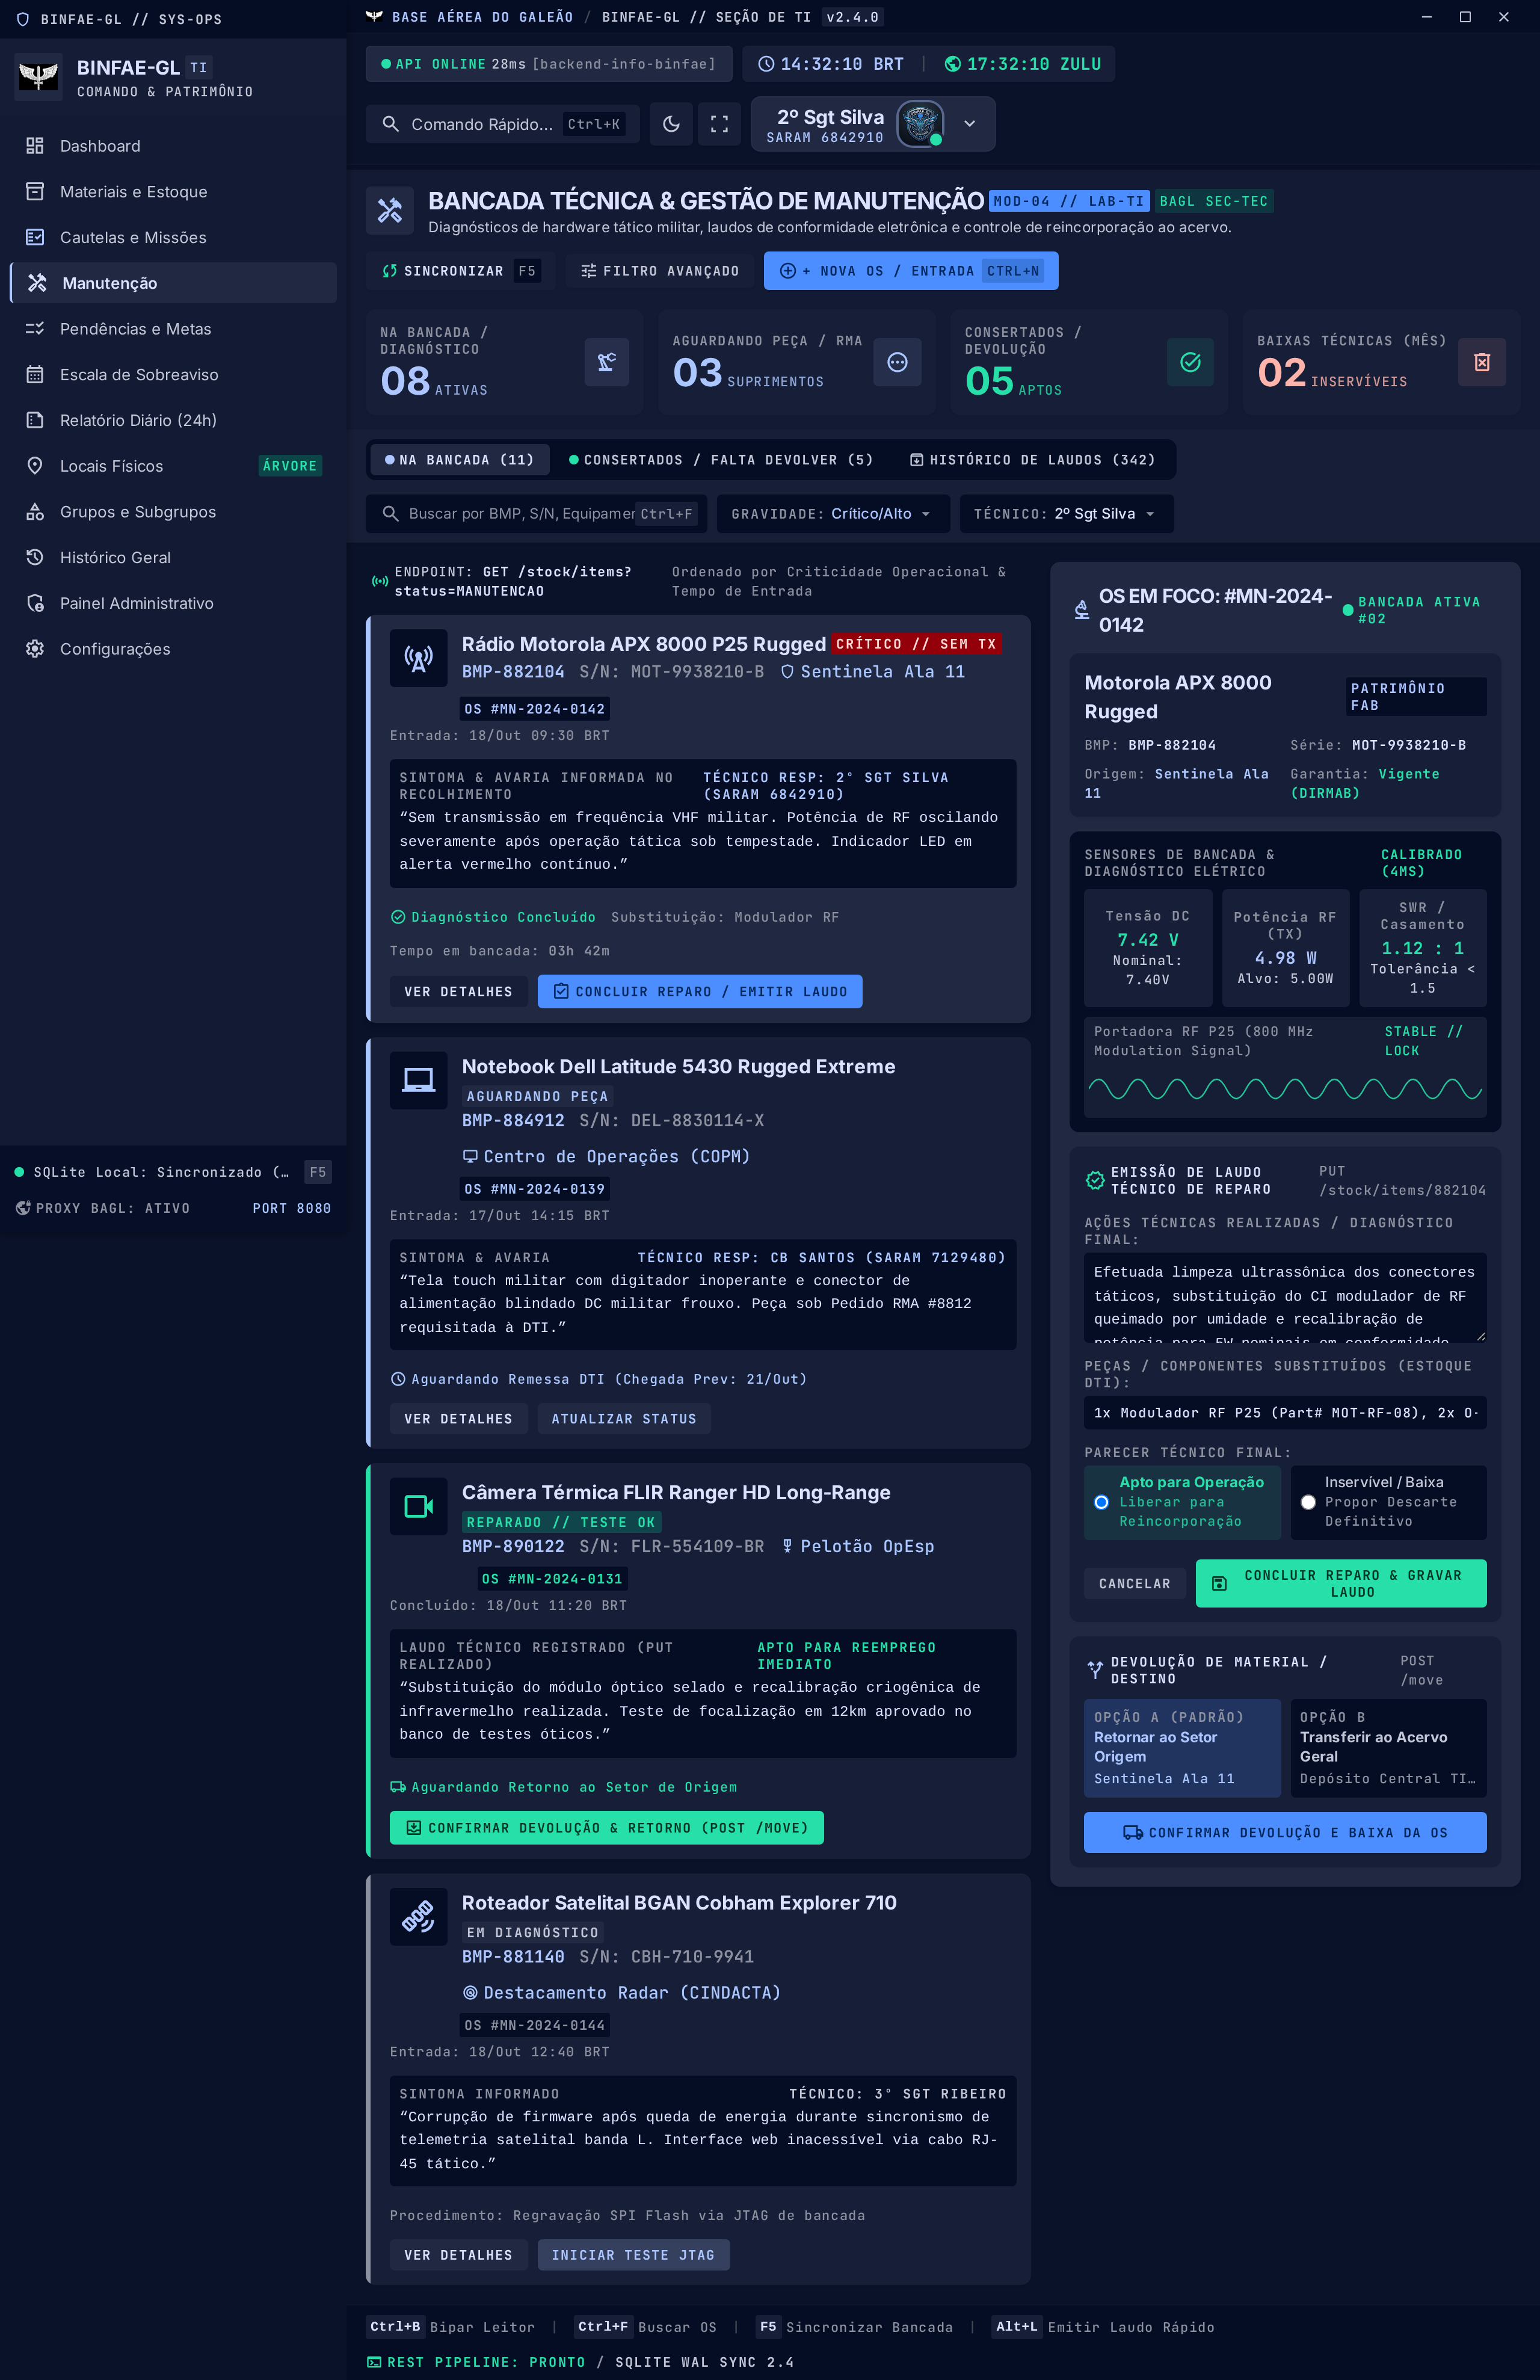 BINFAE-GL // SYS-OPS
BINFAE-GL TI
COMANDO & PATRIMÔNIO
Dashboard
Materiais e Estoque
Cautelas e Missões
Manutenção
Pendências e Metas
Escala de Sobreaviso
Relatório Diário (24h)
Locais Físicos ÁRVORE
Grupos e Subgrupos
Histórico Geral
Painel Administrativo
Configurações
SQLite Local: Sincronizado (… F5
PROXY BAGL: ATIVO PORT 8080
BASE AÉREA DO GALEÃO / BINFAE-GL // SEÇÃO DE TI v2.4.0
API ONLINE 28ms [backend-info-binfae]
14:32:10 BRT | 17:32:10 ZULU
Comando Rápido... Ctrl+K
2º Sgt Silva
SARAM 6842910
BANCADA TÉCNICA & GESTÃO DE MANUTENÇÃO MOD-04 // LAB-TI BAGL SEC-TEC
Diagnósticos de hardware tático militar, laudos de conformidade eletrônica e controle de reincorporação ao acervo.
SINCRONIZAR F5
FILTRO AVANÇADO
+ NOVA OS / ENTRADA CTRL+N
NA BANCADA /
DIAGNÓSTICO
08 ATIVAS
AGUARDANDO PEÇA / RMA
03 SUPRIMENTOS
CONSERTADOS /
DEVOLUÇÃO
05 APTOS
BAIXAS TÉCNICAS (MÊS)
02 INSERVÍVEIS
NA BANCADA (11)
CONSERTADOS / FALTA DEVOLVER (5)
HISTÓRICO DE LAUDOS (342)
Buscar por BMP, S/N, Equipamen Ctrl+F
GRAVIDADE: Crítico/Alto
TÉCNICO: 2º Sgt Silva
ENDPOINT: GET /stock/items?
status=MANUTENCAO
Ordenado por Criticidade Operacional &
Tempo de Entrada
Rádio Motorola APX 8000 P25 Rugged CRÍTICO // SEM TX
BMP-882104 S/N: MOT-9938210-B Sentinela Ala 11
OS #MN-2024-0142
Entrada: 18/Out 09:30 BRT
SINTOMA & AVARIA INFORMADA NO
RECOLHIMENTO
TÉCNICO RESP: 2º SGT SILVA
(SARAM 6842910)
“Sem transmissão em frequência VHF militar. Potência de RF oscilando
severamente após operação tática sob tempestade. Indicador LED em
alerta vermelho contínuo.”
Diagnóstico Concluído Substituição: Modulador RF
Tempo em bancada: 03h 42m
VER DETALHES
CONCLUIR REPARO / EMITIR LAUDO
Notebook Dell Latitude 5430 Rugged Extreme
AGUARDANDO PEÇA
BMP-884912 S/N: DEL-8830114-X
Centro de Operações (COPM)
OS #MN-2024-0139
Entrada: 17/Out 14:15 BRT
SINTOMA & AVARIA TÉCNICO RESP: CB SANTOS (SARAM 7129480)
“Tela touch militar com digitador inoperante e conector de
alimentação blindado DC militar frouxo. Peça sob Pedido RMA #8812
requisitada à DTI.”
Aguardando Remessa DTI (Chegada Prev: 21/Out)
VER DETALHES
ATUALIZAR STATUS
Câmera Térmica FLIR Ranger HD Long-Range
REPARADO // TESTE OK
BMP-890122 S/N: FLR-554109-BR Pelotão OpEsp
OS #MN-2024-0131
Concluído: 18/Out 11:20 BRT
LAUDO TÉCNICO REGISTRADO (PUT
REALIZADO)
APTO PARA REEMPREGO
IMEDIATO
“Substituição do módulo óptico selado e recalibração criogênica de
infravermelho realizada. Teste de focalização em 12km aprovado no
banco de testes óticos.”
Aguardando Retorno ao Setor de Origem
CONFIRMAR DEVOLUÇÃO & RETORNO (POST /MOVE)
Roteador Satelital BGAN Cobham Explorer 710
EM DIAGNÓSTICO
BMP-881140 S/N: CBH-710-9941
Destacamento Radar (CINDACTA)
OS #MN-2024-0144
Entrada: 18/Out 12:40 BRT
SINTOMA INFORMADO TÉCNICO: 3º SGT RIBEIRO
“Corrupção de firmware após queda de energia durante sincronismo de
telemetria satelital banda L. Interface web inacessível via cabo RJ-
45 tático.”
Procedimento: Regravação SPI Flash via JTAG de bancada
VER DETALHES
INICIAR TESTE JTAG
OS EM FOCO: #MN-2024-
0142
BANCADA ATIVA
#02
Motorola APX 8000
Rugged
PATRIMÔNIO
FAB
BMP: BMP-882104
Série: MOT-9938210-B
Origem: Sentinela Ala
11
Garantia: Vigente
(DIRMAB)
SENSORES DE BANCADA &
DIAGNÓSTICO ELÉTRICO
CALIBRADO
(4MS)
Tensão DC
7.42 V
Nominal:
7.40V
Potência RF
(TX)
4.98 W
Alvo: 5.00W
SWR /
Casamento
1.12 : 1
Tolerância <
1.5
Portadora RF P25 (800 MHz
Modulation Signal)
STABLE //
LOCK
EMISSÃO DE LAUDO
TÉCNICO DE REPARO
PUT
/stock/items/882104
AÇÕES TÉCNICAS REALIZADAS / DIAGNÓSTICO
FINAL:
Efetuada limpeza ultrassônica dos conectores
táticos, substituição do CI modulador de RF
queimado por umidade e recalibração de
potência para 5W nominais em conformidade
PEÇAS / COMPONENTES SUBSTITUÍDOS (ESTOQUE
DTI):
1x Modulador RF P25 (Part# MOT-RF-08), 2x O-
PARECER TÉCNICO FINAL:
Apto para Operação
Liberar para
Reincorporação
Inservível / Baixa
Propor Descarte
Definitivo
CANCELAR
CONCLUIR REPARO & GRAVAR
LAUDO
DEVOLUÇÃO DE MATERIAL /
DESTINO
POST
/move
OPÇÃO A (PADRÃO)
Retornar ao Setor
Origem
Sentinela Ala 11
OPÇÃO B
Transferir ao Acervo
Geral
Depósito Central TI…
CONFIRMAR DEVOLUÇÃO E BAIXA DA OS
Ctrl+B Bipar Leitor | Ctrl+F Buscar OS | F5 Sincronizar Bancada | Alt+L Emitir Laudo Rápido
REST PIPELINE: PRONTO / SQLITE WAL SYNC 2.4